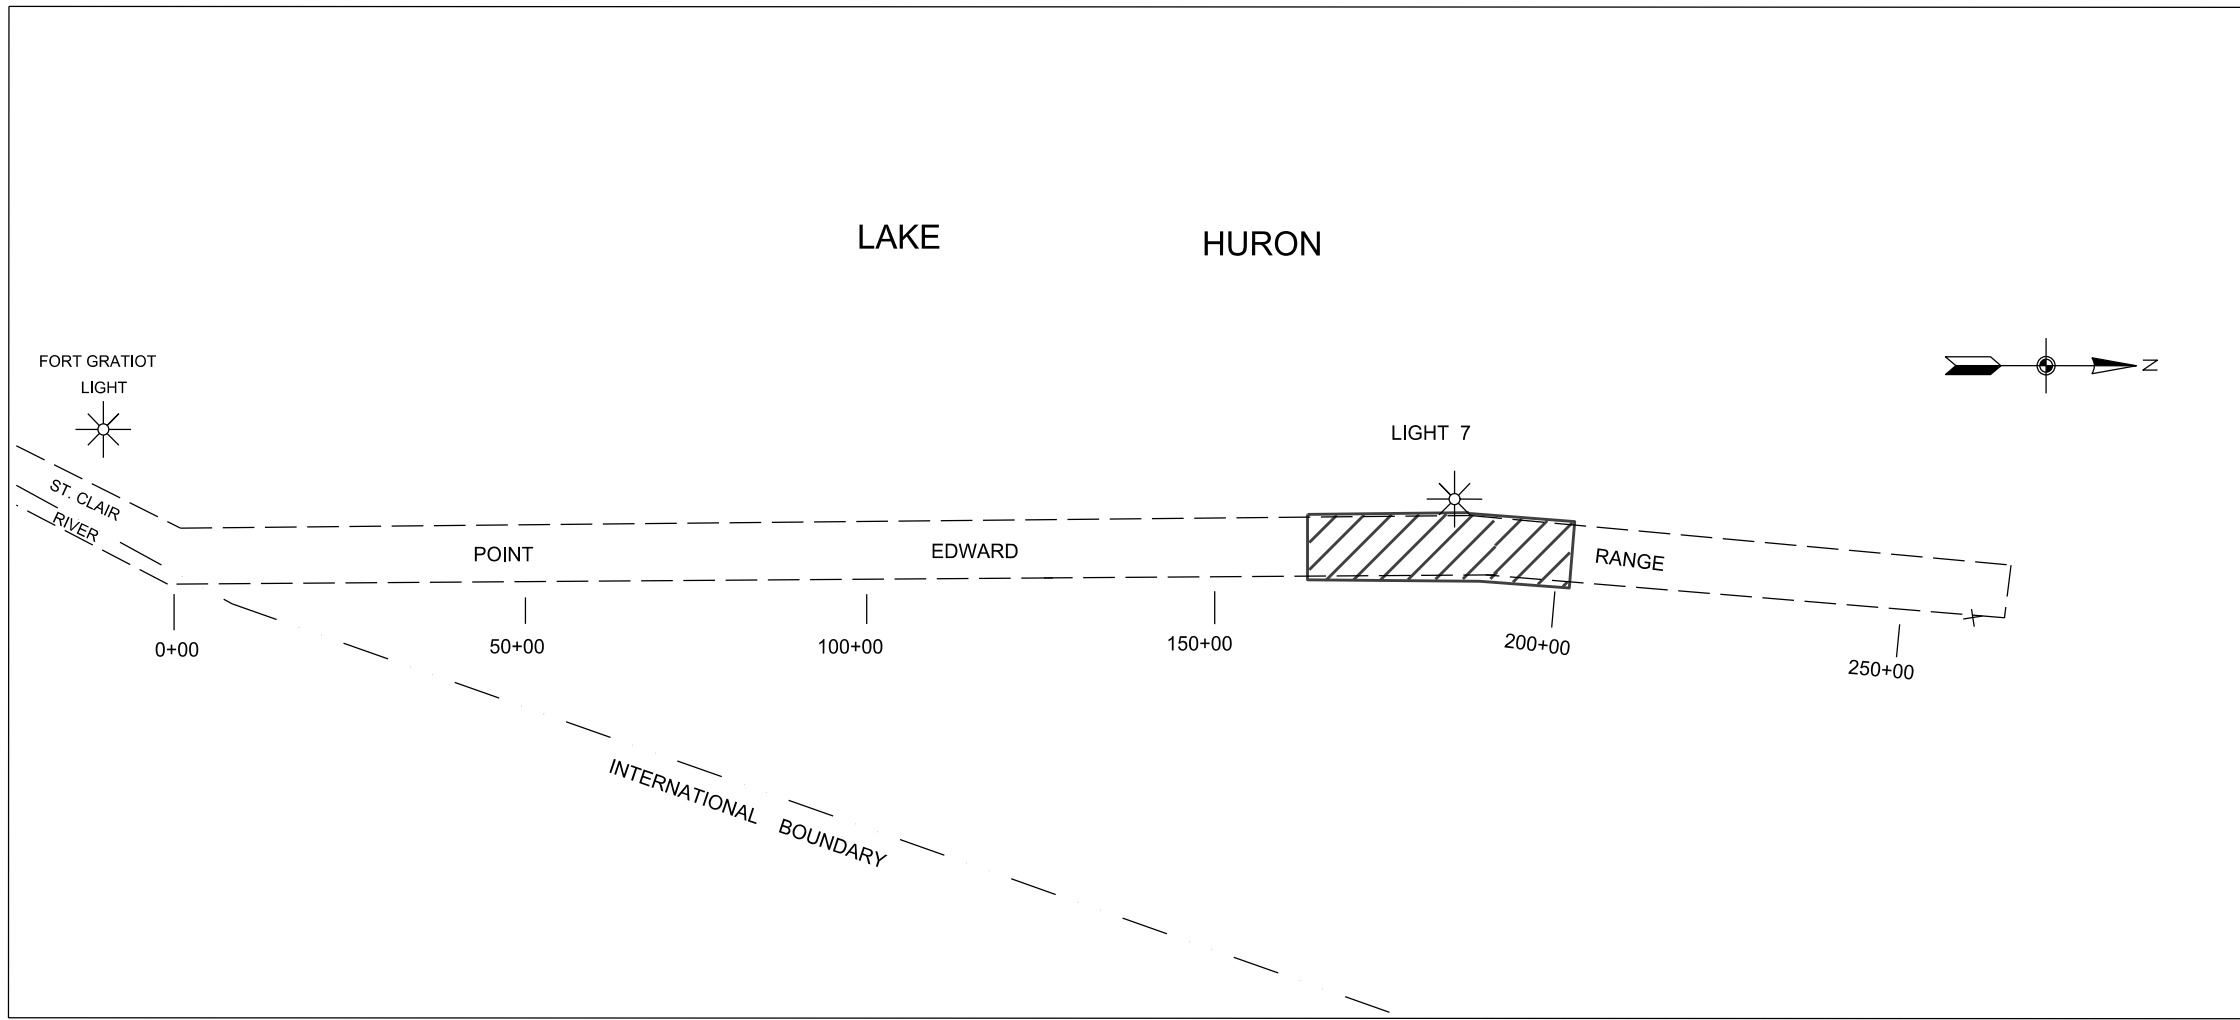 LAKE HURON
FORT GRATIOT
LIGHT
N
LIGHT 7
ST. CLAIR
RIVER
POINT EDWARD RANGE
0+00 50+00 100+00 150+00 200+00 250+00
INTERNATIONAL BOUNDARY